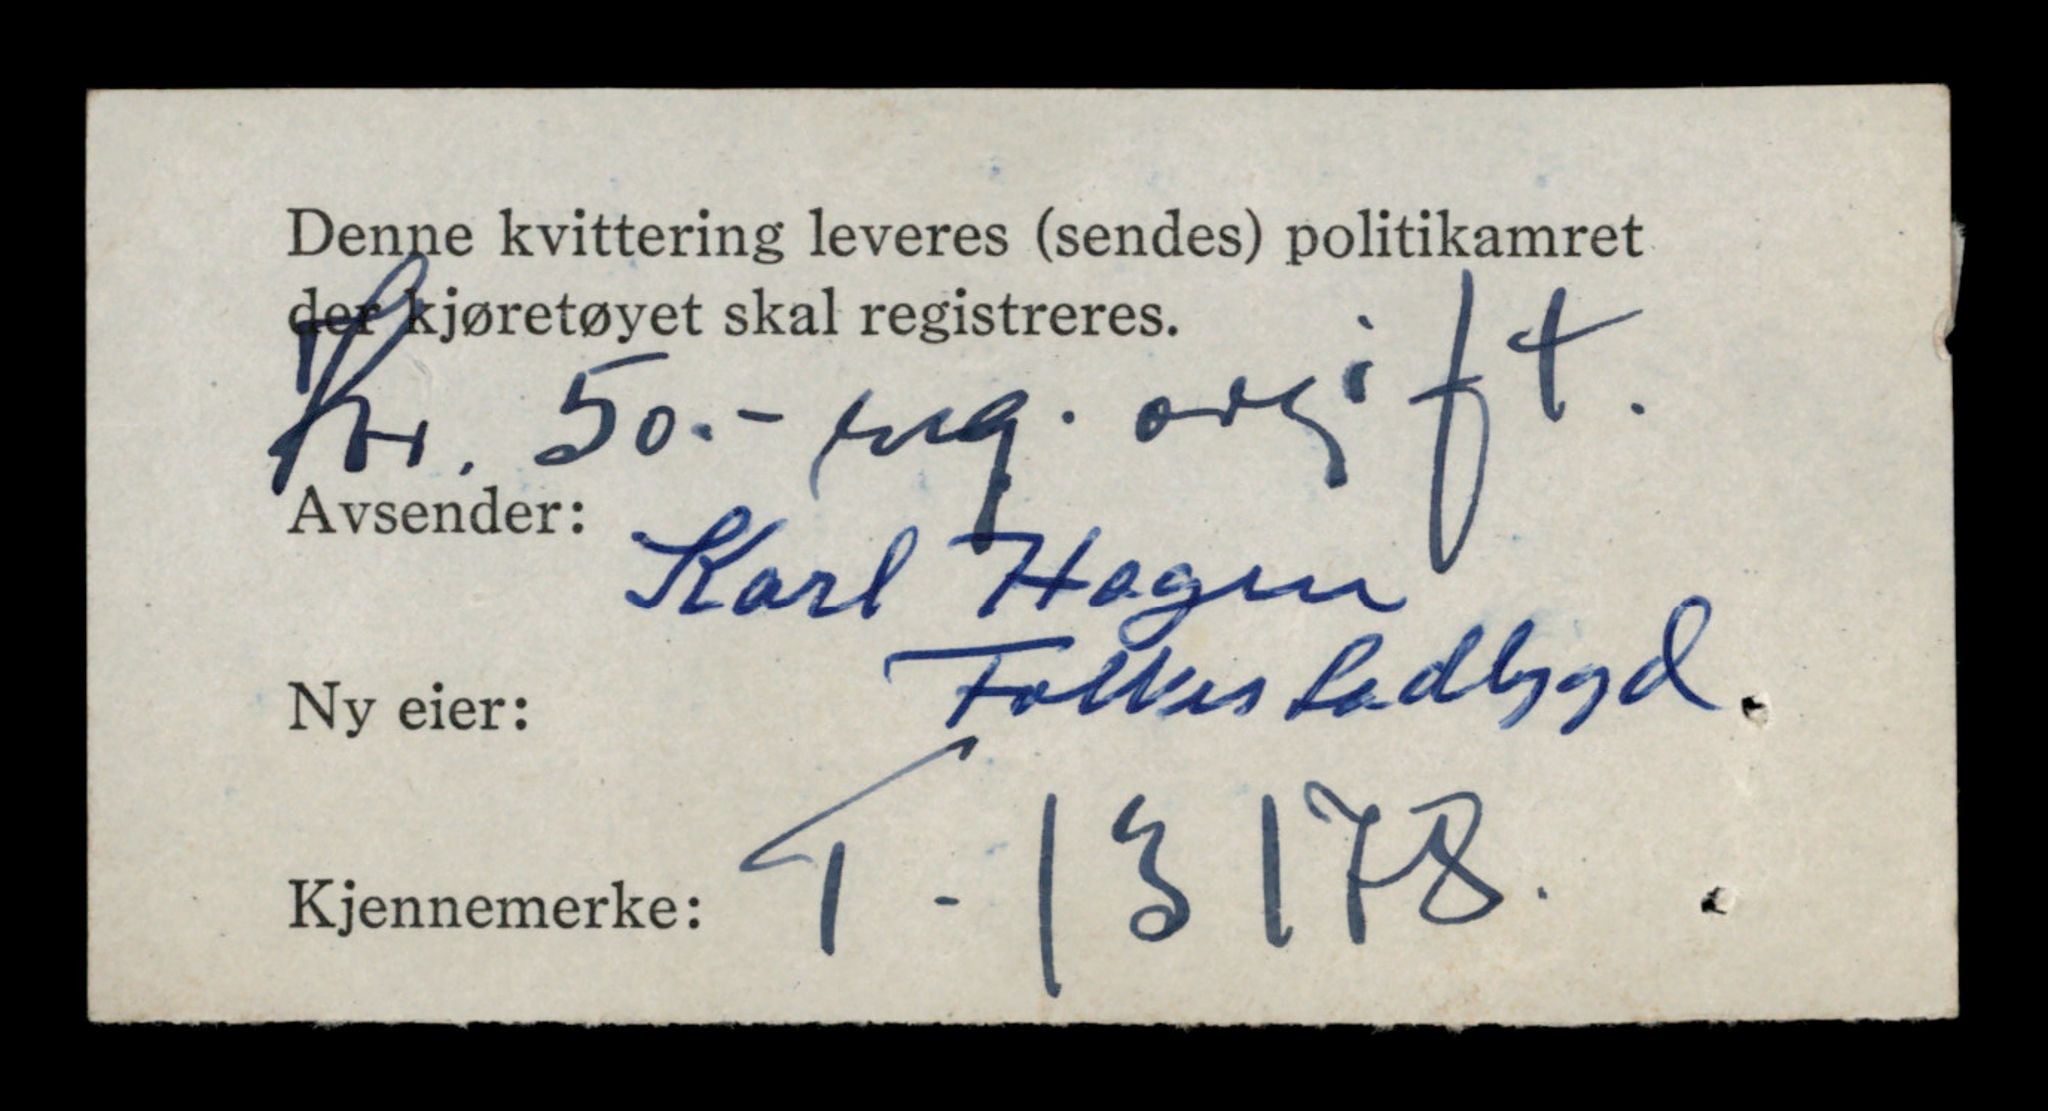 Denne kvittering leveres (sendes) politikamret
der kjøretøyet skal registreres.
Kr. 50.- reg. avgift.
Avsender:
Karl Hagen
Folkestadbygd.
Ny eier:
Kjennemerke: T - 13178.